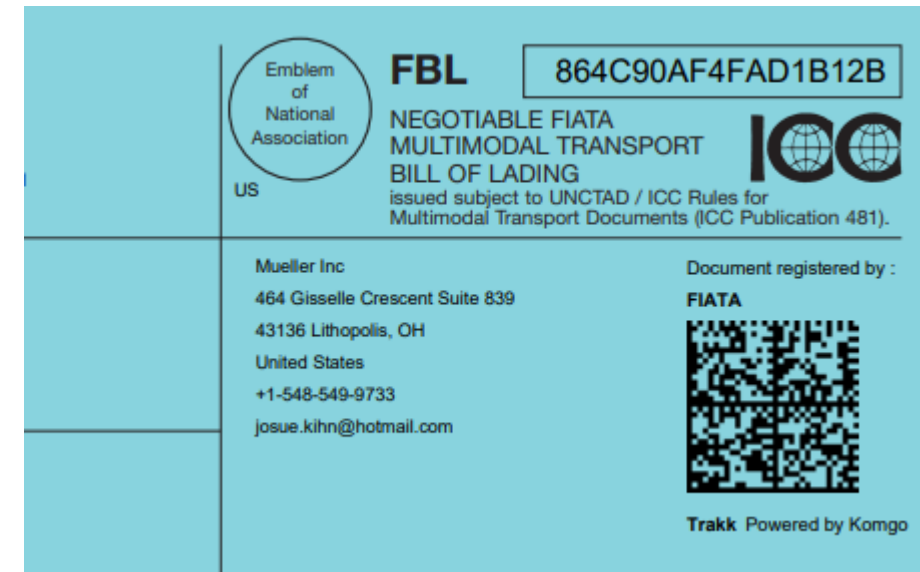 Emblem
of
National
Association
US
FBL
864C90AF4FAD1B12B
NEGOTIABLE FIATA
MULTIMODAL TRANSPORT
BILL OF LADING
issued subject to UNCTAD / ICC Rules for
Multimodal Transport Documents (ICC Publication 481).
ICC
Mueller Inc
464 Gisselle Crescent Suite 839
43136 Lithopolis, OH
United States
+1-548-549-9733
josue.kihn@hotmail.com
Document registered by :
FIATA
Trakk Powered by Komgo